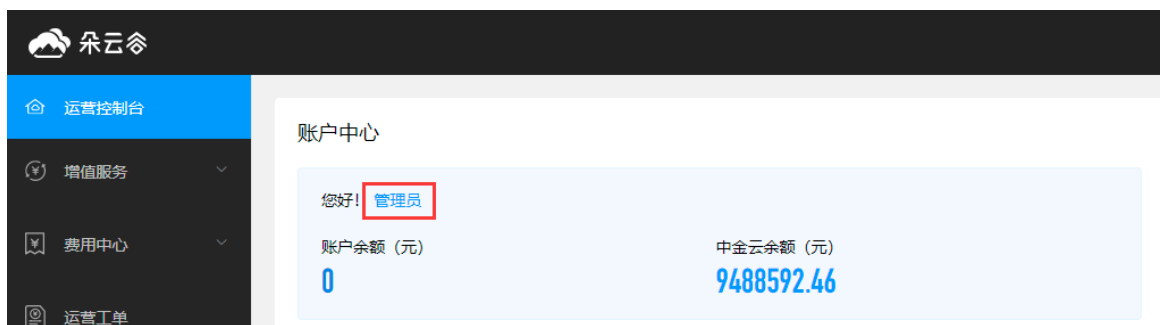 朵云谷
运营控制台
账户中心
增值服务
您好! 管理员
费用中心
账户余额（元） 中金云余额（元）
0 9488592.46
运营工单